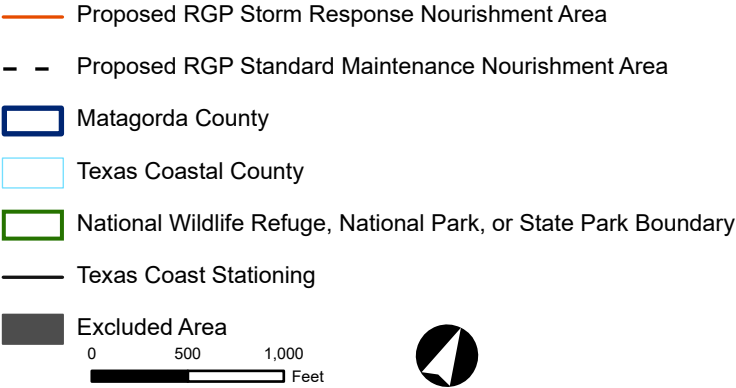 Proposed RGP Storm Response Nourishment Area
Proposed RGP Standard Maintenance Nourishment Area
Matagorda County
Texas Coastal County
National Wildlife Refuge, National Park, or State Park Boundary
Texas Coast Stationing
Excluded Area
0 500 1,000
Feet